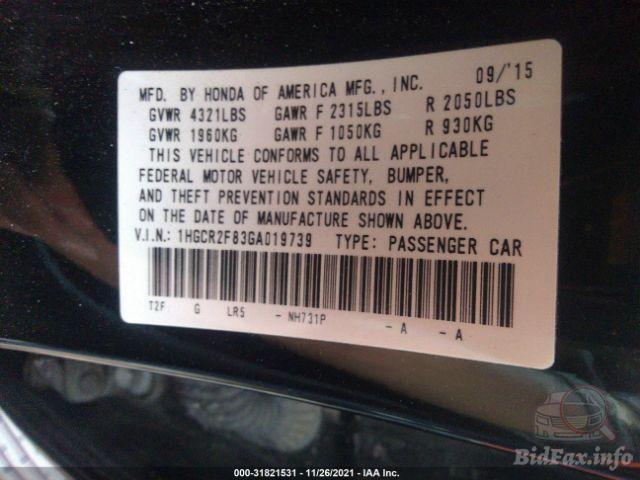 MFD. BY HONDA OF AMERICA MFG., INC. 09/'15
GVWR 4321LBS GAWR F 2315LBS R 2050LBS
GVWR 1960KG GAWR F 1050KG R 930KG
THIS VEHICLE CONFORMS TO ALL APPLICABLE
FEDERAL MOTOR VEHICLE SAFETY, BUMPER,
AND THEFT PREVENTION STANDARDS IN EFFECT
ON THE DATE OF MANUFACTURE SHOWN ABOVE.
V.I.N.: 1HGCR2F83GA019739 TYPE: PASSENGER CAR
T2F G LR5 - NH731P - A - A
BidFax.info
000-31821531 - 11/26/2021 - IAA Inc.